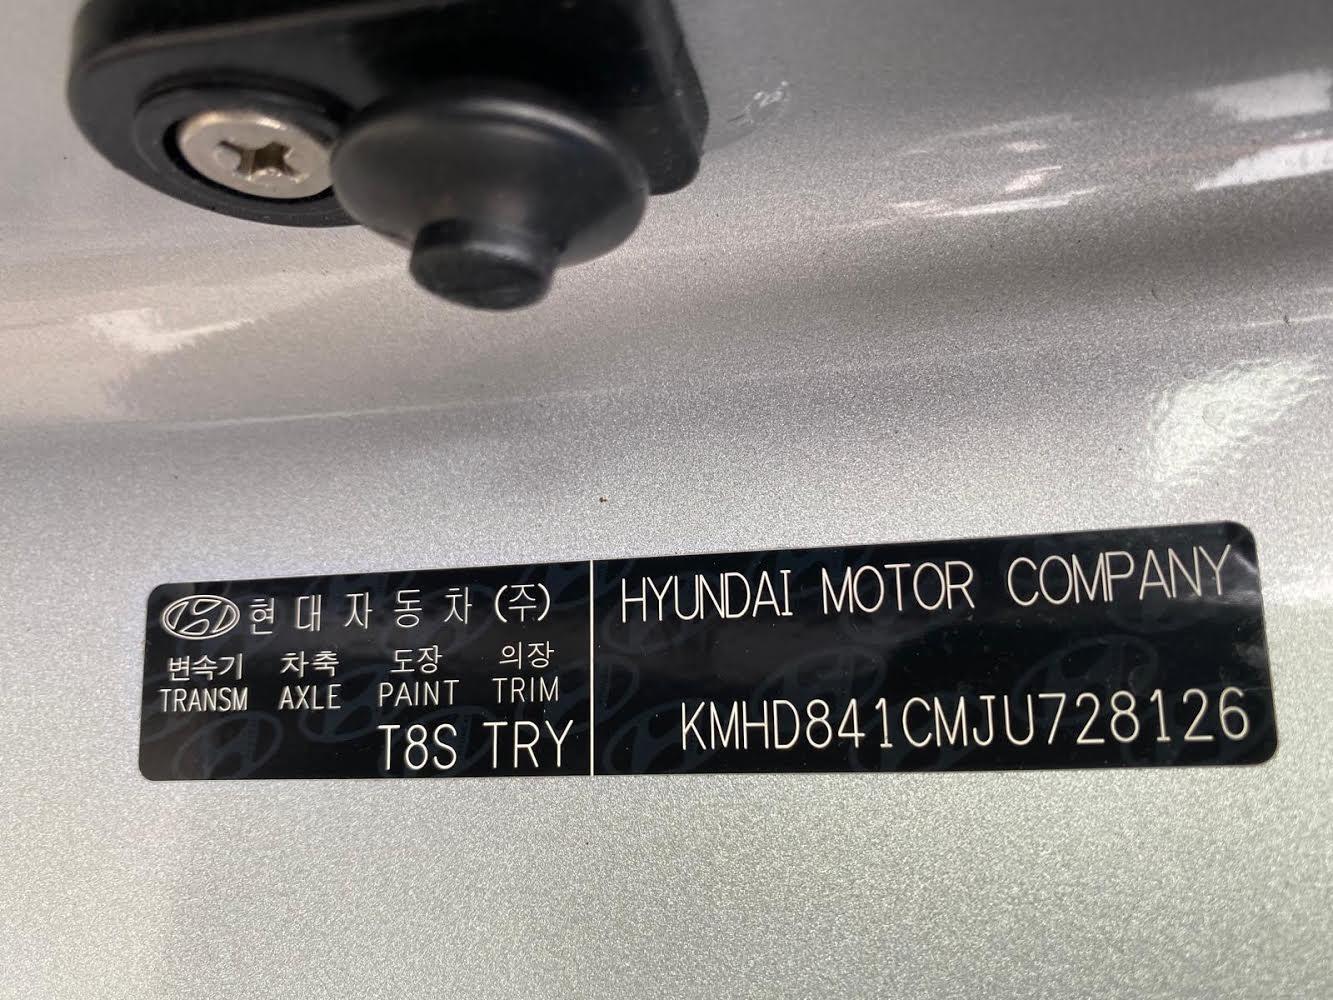 현대자동차(주)
변속기 차축 도장 의장
TRANSM AXLE PAINT TRIM
T8S TRY
HYUNDAI MOTOR COMPANY
KMHD841CMJU728126